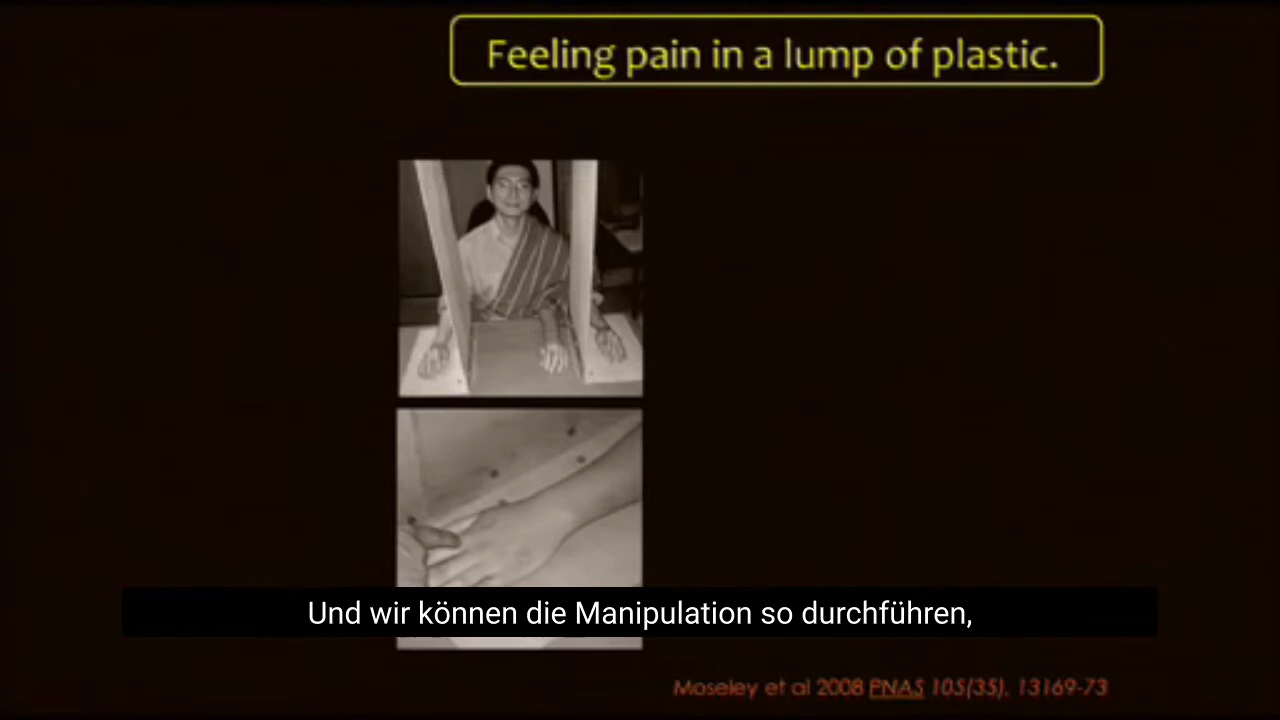 Feeling pain in a lump of plastic.
Und wir können die Manipulation so durchführen,
Moseley et al 2008 PNAS 105(35), 13169-73